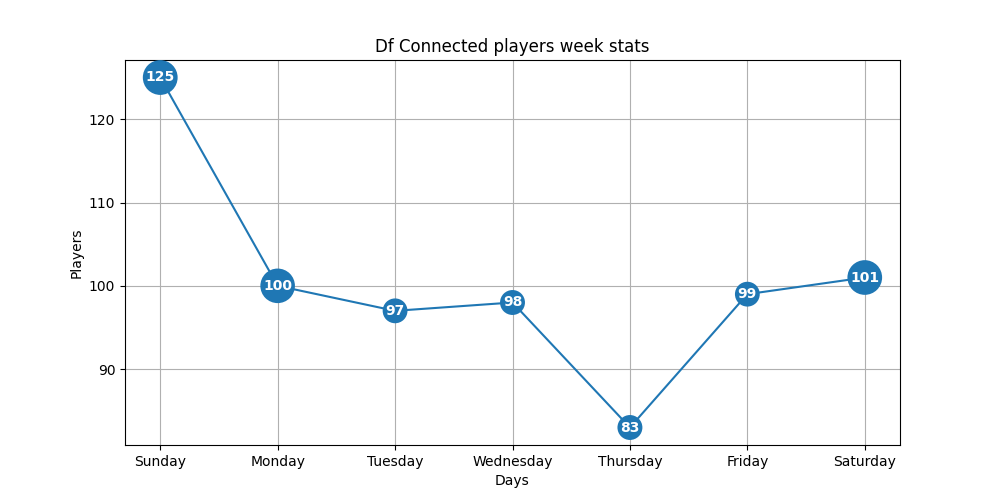 Df Connected players week stats
125
120
110
Players
100
100
97
98
99
101
90
83
Sunday Monday Tuesday Wednesday Thursday Friday Saturday
Days